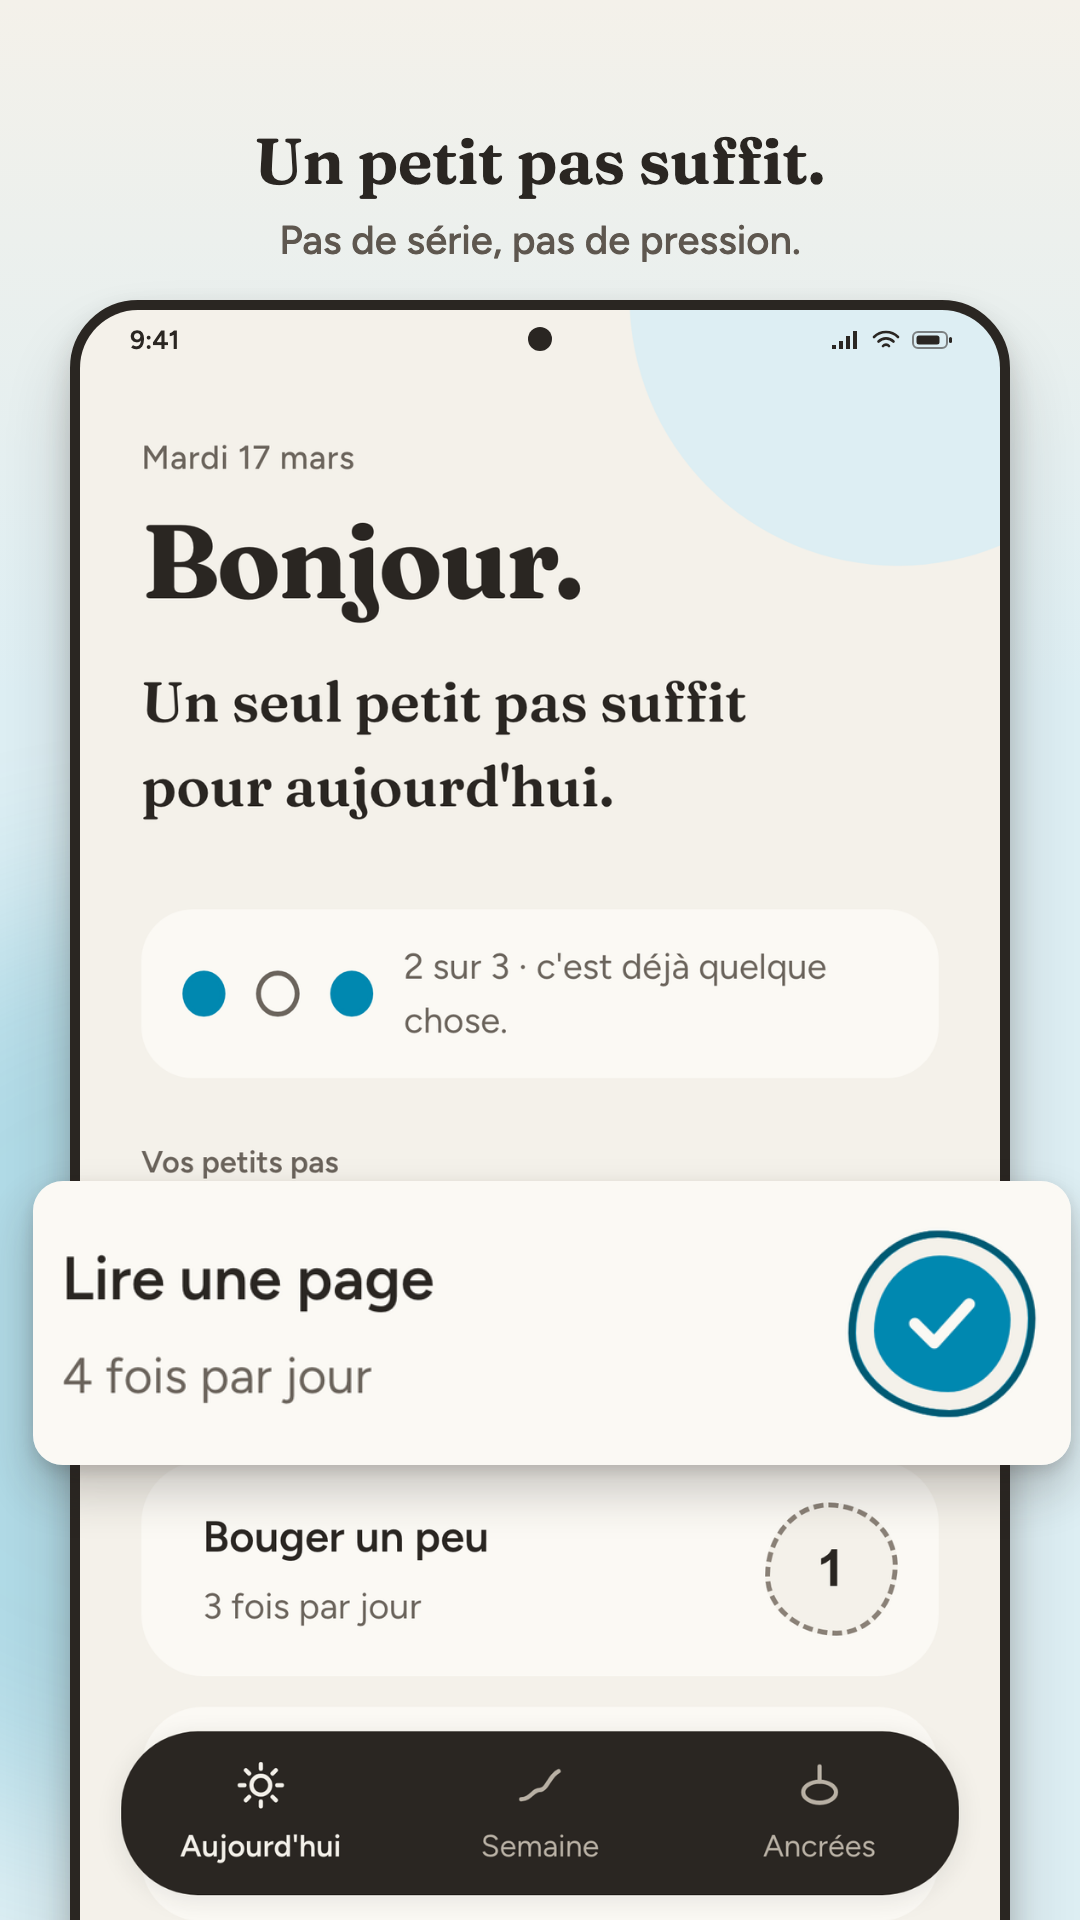 Un petit pas suffit.
Pas de série, pas de pression.
9:41
Mardi 17 mars
Bonjour.
Un seul petit pas suffit
pour aujourd'hui.
2 sur 3 · c'est déjà quelque
chose.
Vos petits pas
Lire une page
4 fois par jour
Bouger un peu
3 fois par jour
1
Aujourd'hui
Semaine
Ancrées